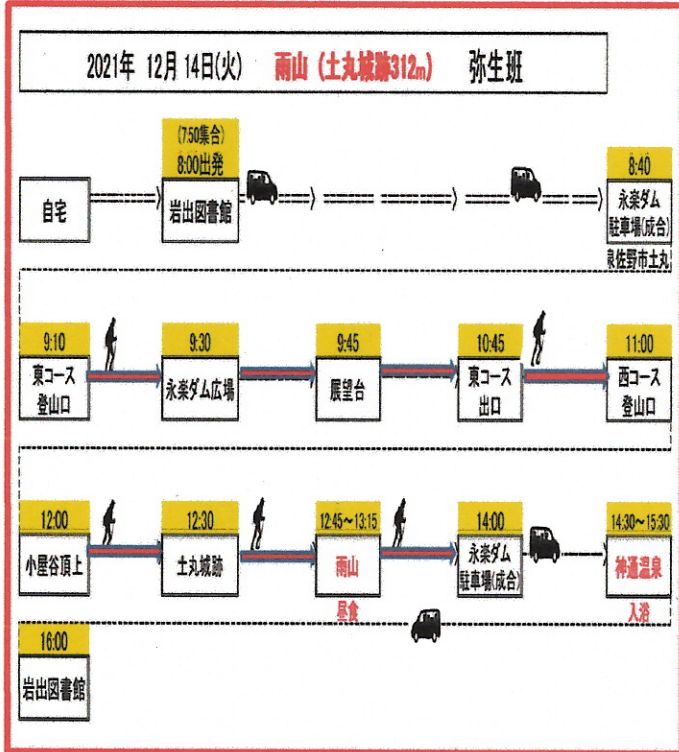 2021年 12月 14日(火) 雨山 (土丸城跡312m) 弥生班
(7:50集合)
8:00出発
8:40
自宅
岩出図書館
永楽ダム
駐車場(成合)
泉佐野市土丸
9:10
9:30
9:45
10:45
11:00
東コース
登山口
永楽ダム広場
展望台
東コース
出口
西コース
登山口
12:00
12:30
12:45～13:15
14:00
14:30～15:30
小屋谷頂上
土丸城跡
雨山
永楽ダム
駐車場(成合)
神通温泉
昼食
入浴
16:00
岩出図書館